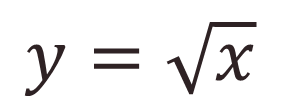 y = √x